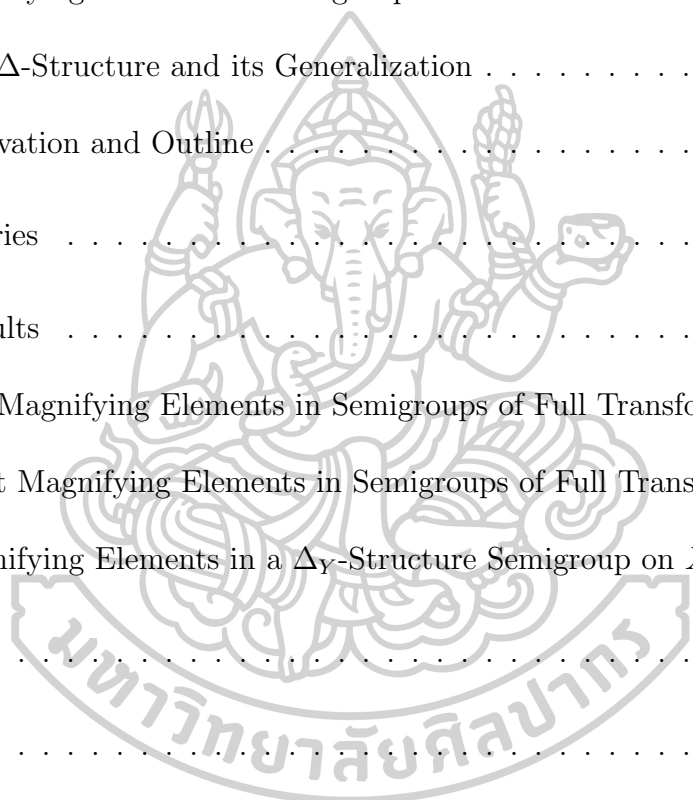 Δ-Structure and its Generalization . . . . . . . . .
vation and Outline . . . . . . . . . . . . . . . . . .
ries . . . . . . . . . . . . . . . . . . . . . . . . . .
ults . . . . . . . . . . . . . . . . . . . . . . . . . .
Magnifying Elements in Semigroups of Full Transfo
t Magnifying Elements in Semigroups of Full Trans
nifying Elements in a Δ_Y-Structure Semigroup on
. . . . . . . . . . . . . . . . . . . . . . . . . . . .
มหาวิทยาลัยศิลปากร
. . . . . . . . . . . . . . . . . . . . . . . . . . . .